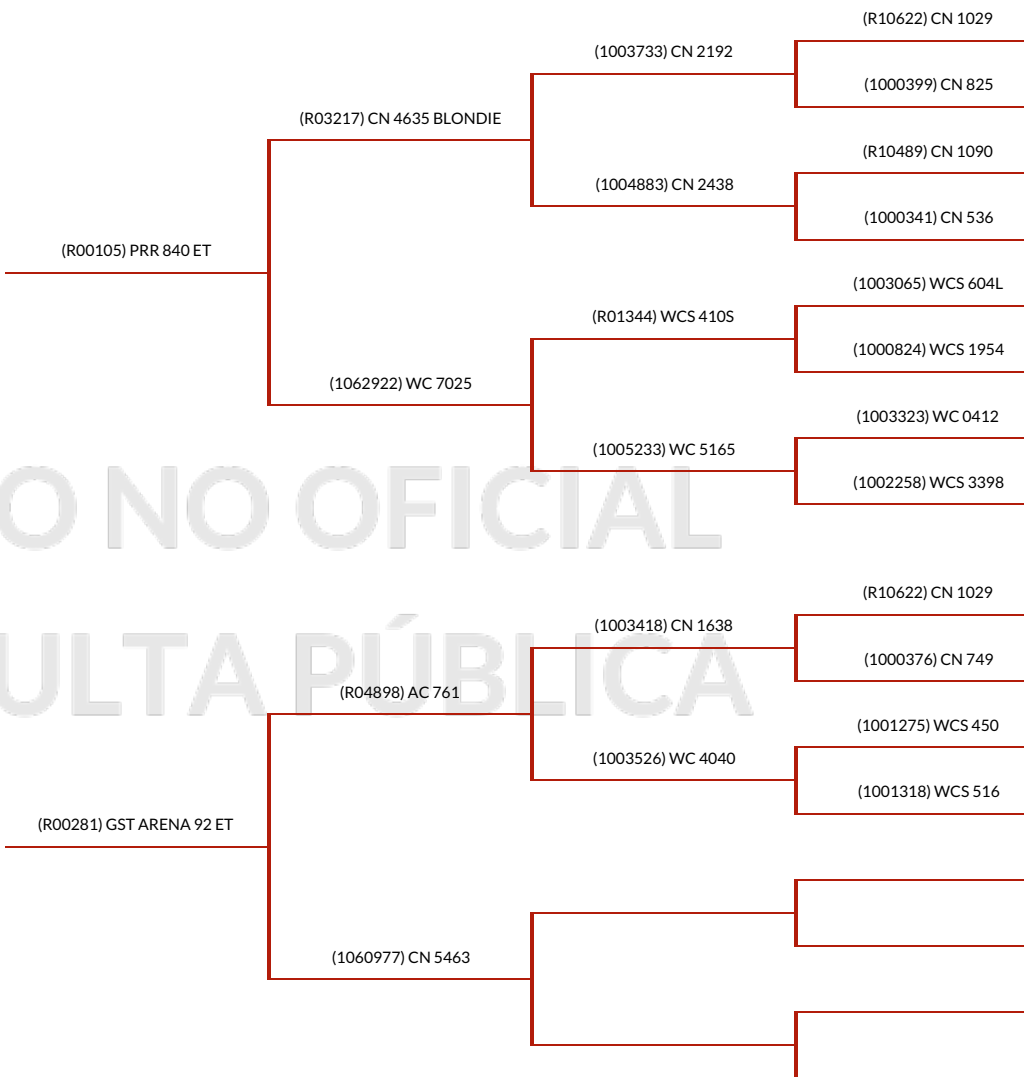 (R10622) CN 1029
(1003733) CN 2192
(1000399) CN 825
(R03217) CN 4635 BLONDIE
(R10489) CN 1090
(1004883) CN 2438
(1000341) CN 536
(R00105) PRR 840 ET
(1003065) WCS 604L
(R01344) WCS 410S
(1000824) WCS 1954
(1062922) WC 7025
(1003323) WC 0412
(1005233) WC 5165
(1002258) WCS 3398
O NO OFICIAL
(R10622) CN 1029
(1003418) CN 1638
(1000376) CN 749
ULTA PÚBLICA
(R04898) AC 761
(1001275) WCS 450
(1003526) WC 4040
(1001318) WCS 516
(R00281) GST ARENA 92 ET
(1060977) CN 5463